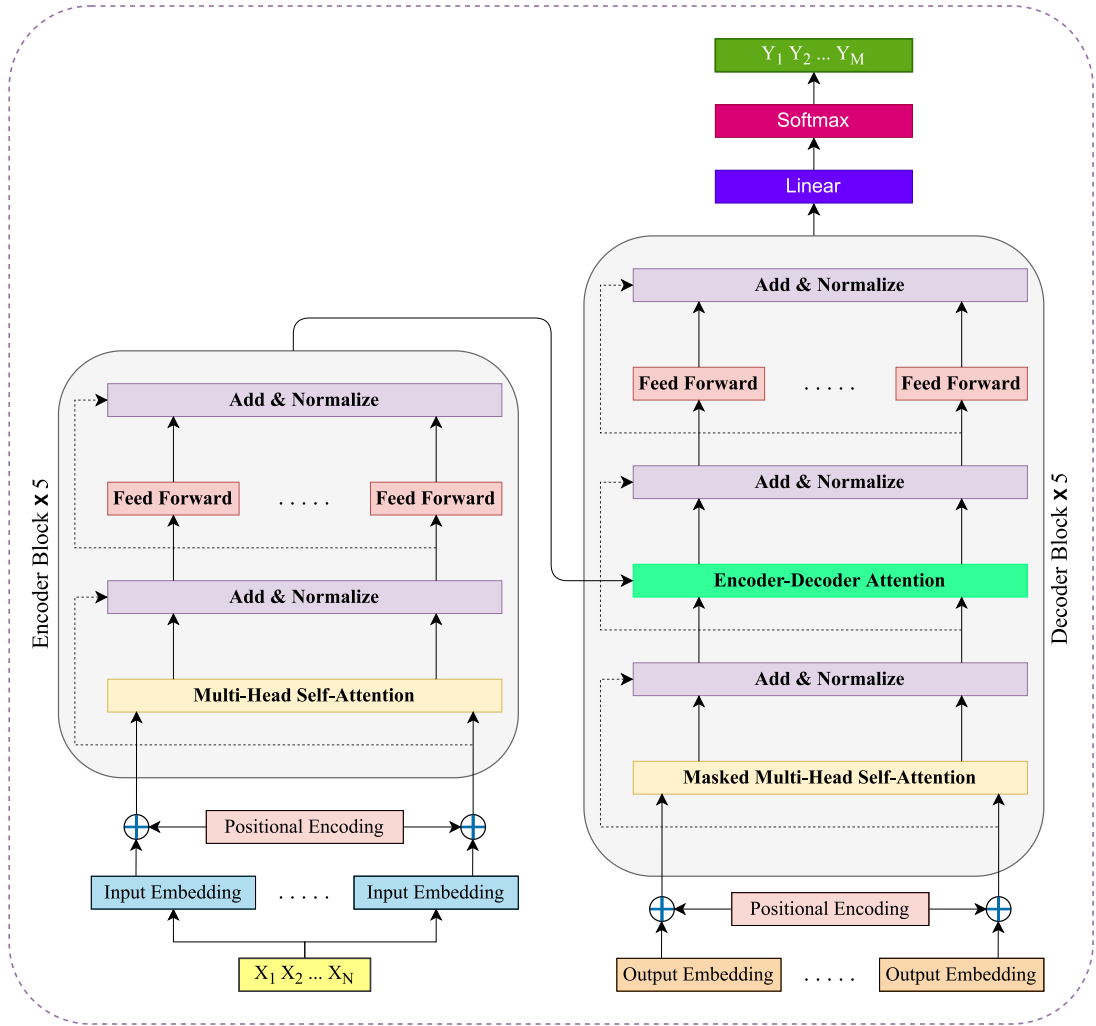 Y1 Y2 ... YM
Softmax
Linear
Add & Normalize
Feed Forward ..... Feed Forward
Add & Normalize
Encoder-Decoder Attention
Add & Normalize
Masked Multi-Head Self-Attention
Decoder Block x 5
Positional Encoding
Output Embedding ..... Output Embedding
Encoder Block x 5
Add & Normalize
Feed Forward ..... Feed Forward
Add & Normalize
Multi-Head Self-Attention
Positional Encoding
Input Embedding ..... Input Embedding
X1 X2 ... XN